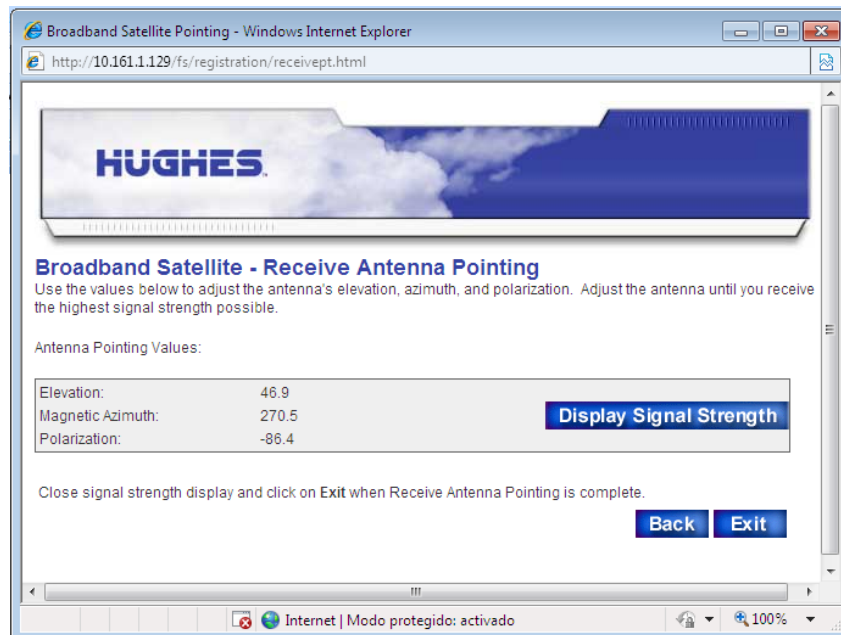 Broadband Satellite Pointing - Windows Internet Explorer
http://10.161.1.129/fs/registration/receivept.html
HUGHES.
Broadband Satellite - Receive Antenna Pointing
Use the values below to adjust the antenna's elevation, azimuth, and polarization. Adjust the antenna until you receive
the highest signal strength possible.
Antenna Pointing Values:
Elevation: 46.9
Magnetic Azimuth: 270.5
Display Signal Strength
Polarization: -86.4
Close signal strength display and click on Exit when Receive Antenna Pointing is complete.
Back Exit
Internet | Modo protegido: activado 100%